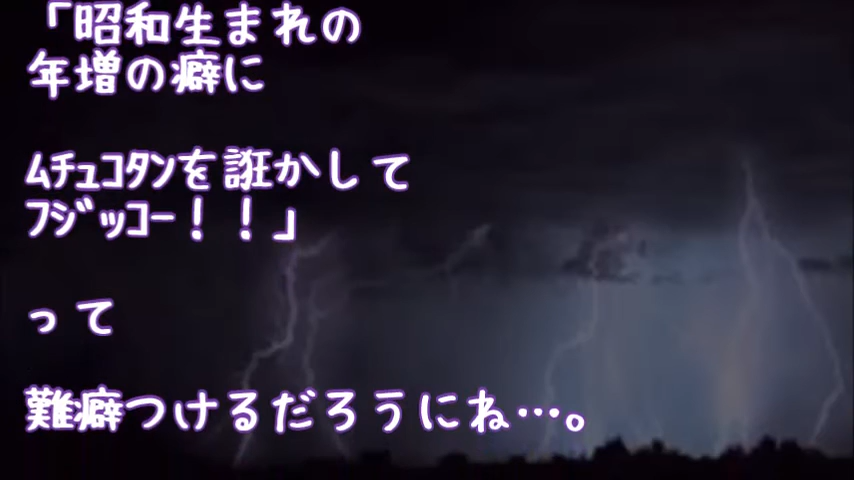 「昭和生まれの
年増の癖に
ﾑﾁｭｺﾀﾝを誑かして
ﾌｼﾞｯｺｰ！！」
って
難癖つけるだろうにね…。